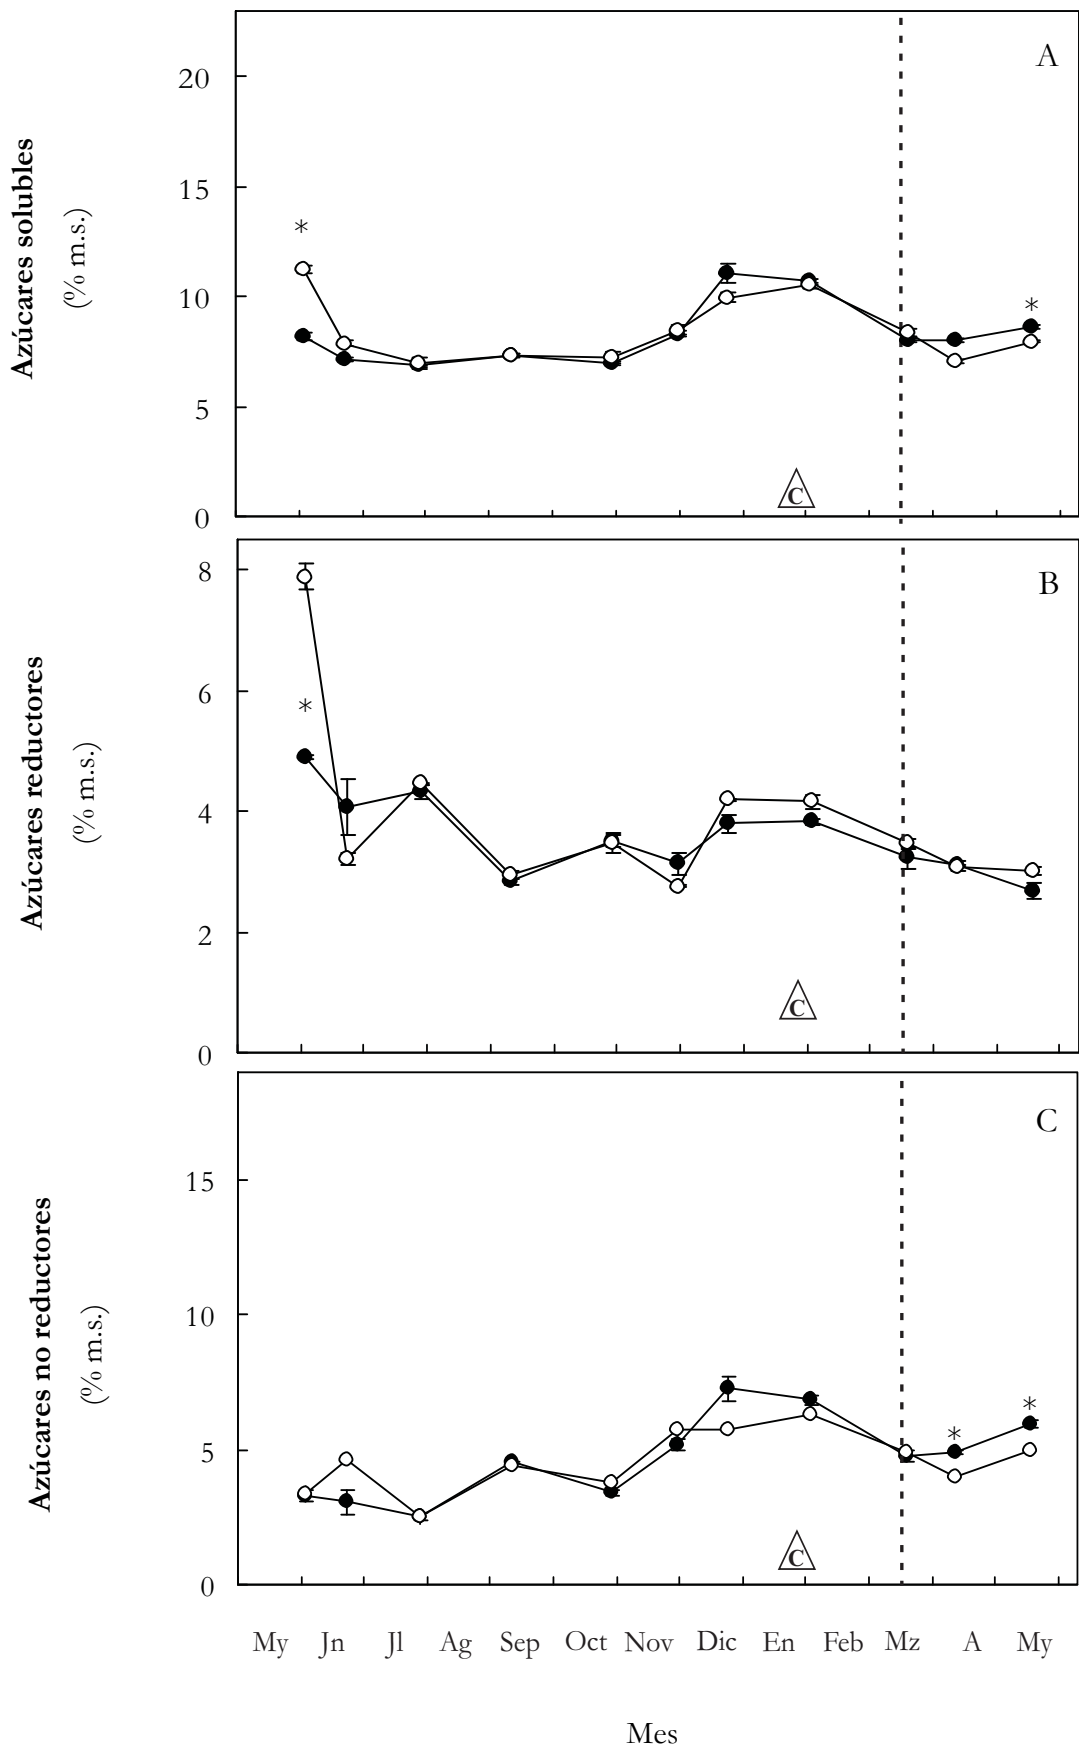 A
Azúcares solubles
(% m.s.)
20
15
10
5
0
*
*
C
B
Azúcares reductores
(% m.s.)
8
6
4
2
0
*
C
C
Azúcares no reductores
(% m.s.)
15
10
5
0
*
*
C
My Jn Jl Ag Sep Oct Nov Dic En Feb Mz A My
Mes